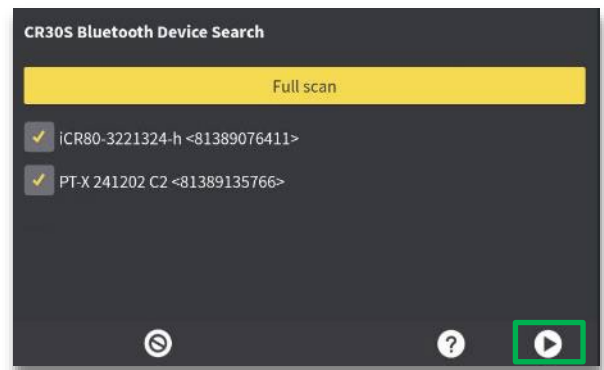 CR30S Bluetooth Device Search
Full scan
iCR80-3221324-h <81389076411>
PT-X 241202 C2 <81389135766>
?